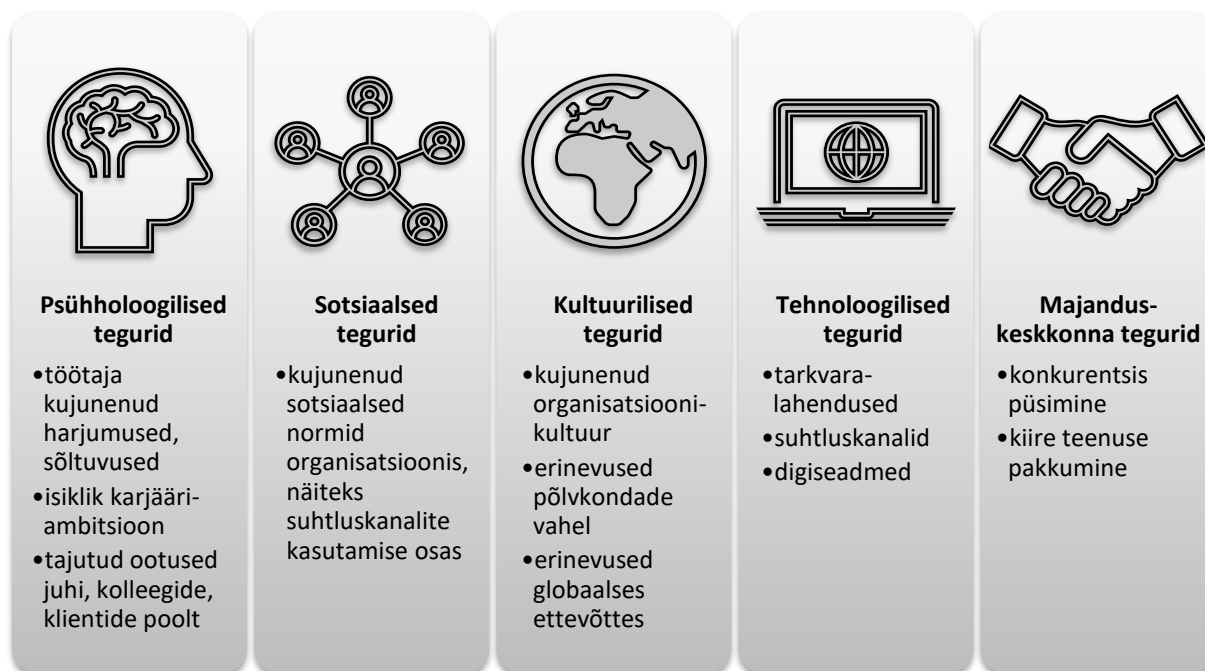 Psühholoogilised
tegurid
•töötaja
kujunenud
harjumused,
sõltuvused
•isiklik karjääri-
ambitsioon
•tajutud ootused
juhi, kolleegide,
klientide poolt
Sotsiaalsed
tegurid
•kujunenud
sotsiaalsed
normid
organisatsioonis,
näiteks
suhtluskanalite
kasutamise osas
Kultuurilised
tegurid
•kujunenud
organisatsiooni-
kultuur
•erinevused
põlvkondade
vahel
•erinevused
globaalses
ettevõttes
Tehnoloogilised
tegurid
•tarkvara-
lahendused
•suhtluskanalid
•digiseadmed
Majandus-
keskkonna tegurid
•konkurentsis
püsimine
•kiire teenuse
pakkumine